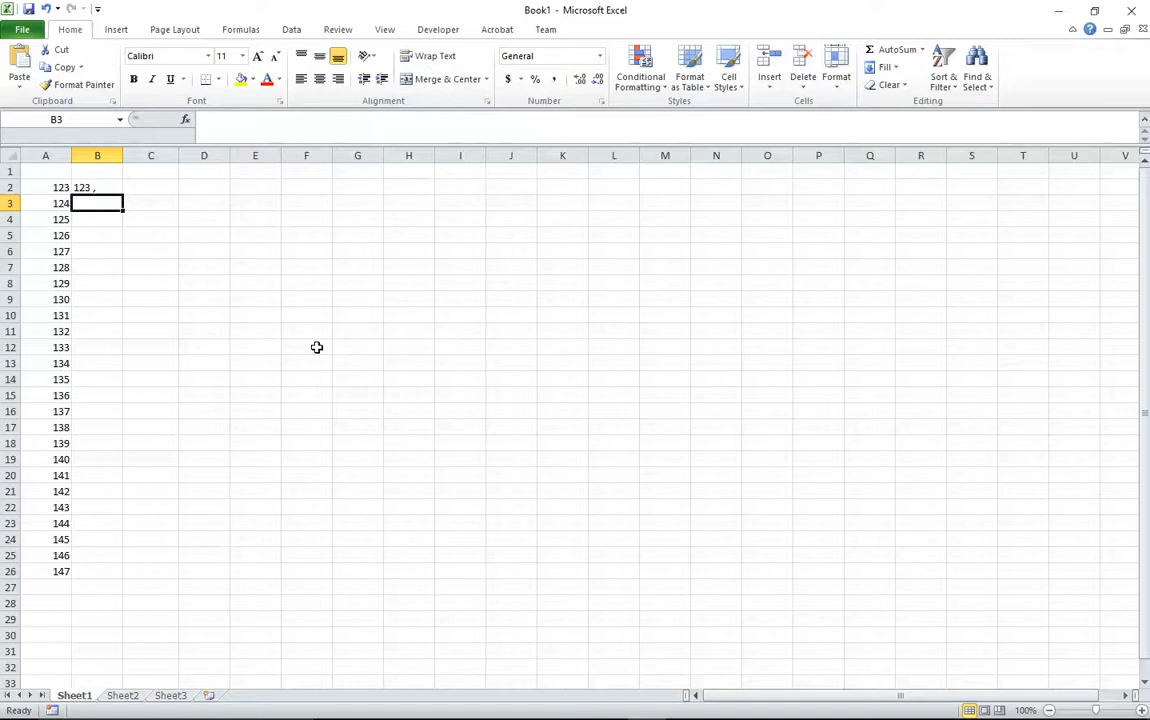 Book1 - Microsoft Excel
File Home Insert Page Layout Formulas Data Review View Developer Acrobat Team
Paste
Cut
Copy
Format Painter
Clipboard
Calibri 11
B I U
Font
Wrap Text
Merge & Center
Alignment
General
$ % ,
Number
Conditional Formatting
Format as Table
Cell Styles
Styles
Insert
Delete
Format
Cells
AutoSum
Fill
Clear
Sort & Filter
Find & Select
Editing
B3 fx
A B C D E F G H I J K L M N O P Q R S T U V
1
2 123 123 ,
3 124
4 125
5 126
6 127
7 128
8 129
9 130
10 131
11 132
12 133
13 134
14 135
15 136
16 137
17 138
18 139
19 140
20 141
21 142
22 143
23 144
24 145
25 146
26 147
27
28
29
30
31
32
33
Sheet1 Sheet2 Sheet3
Ready 100%